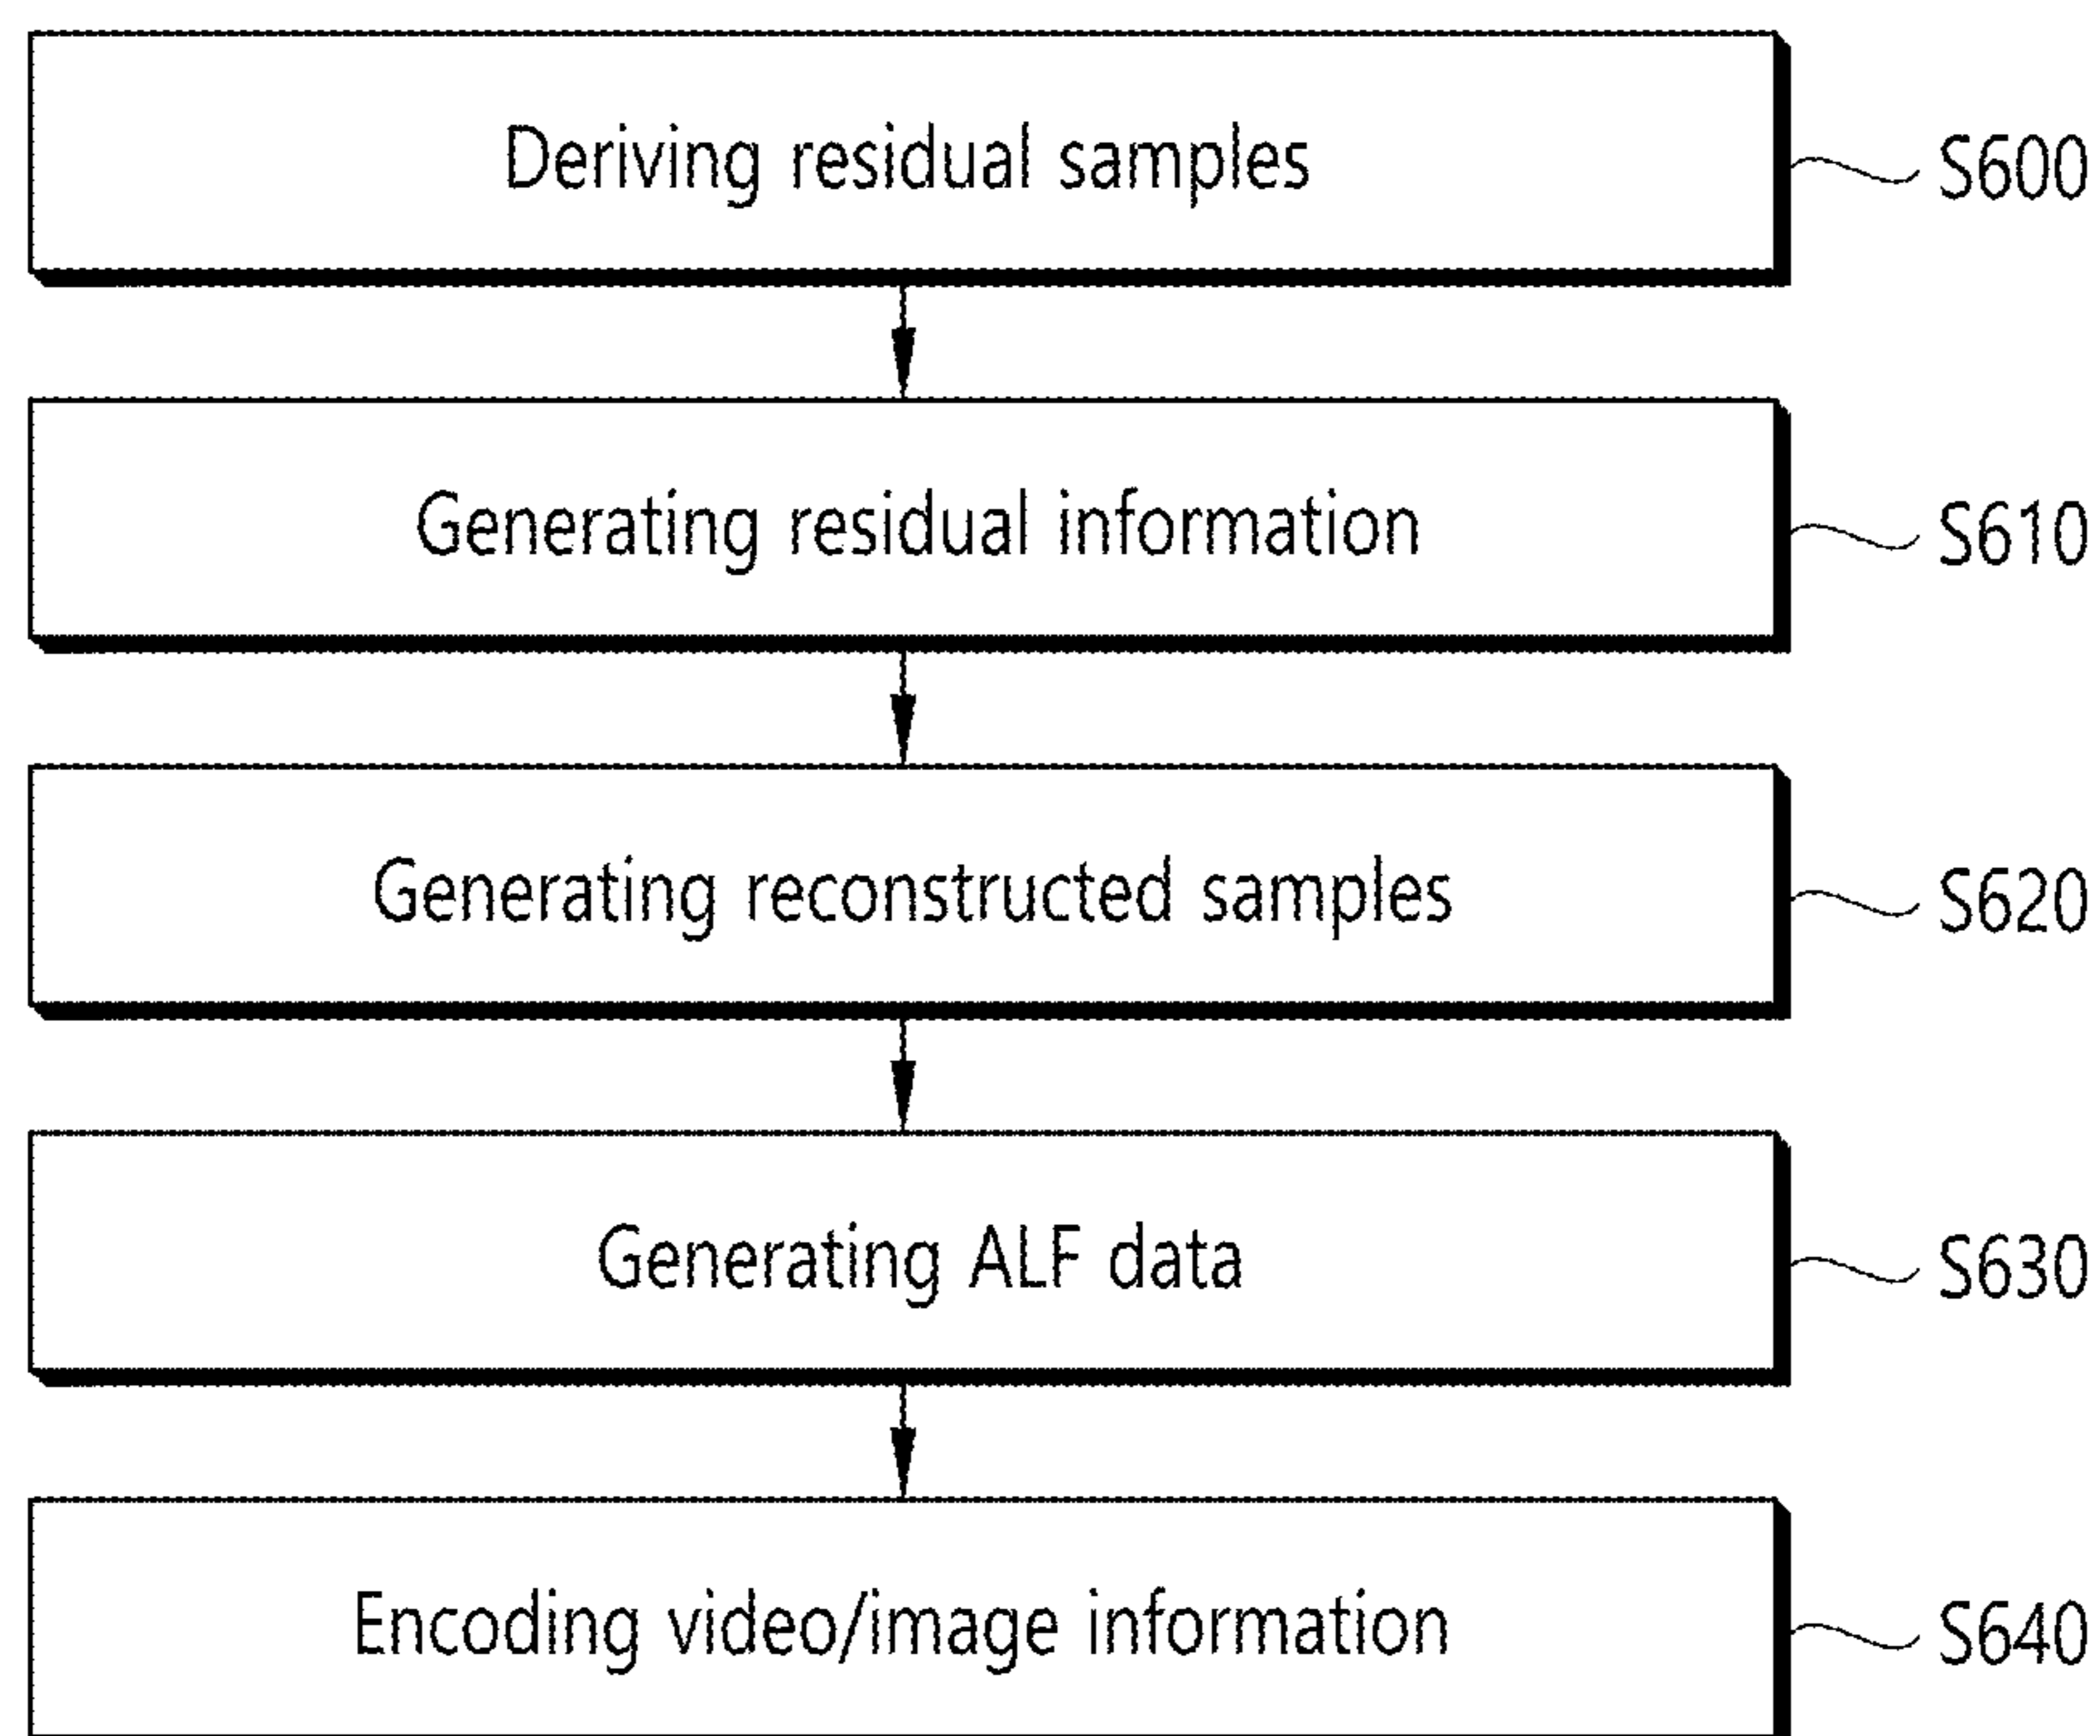 Deriving residual samples S600
Generating residual information S610
Generating reconstructed samples S620
Generating ALF data S630
Encoding video/image information S640